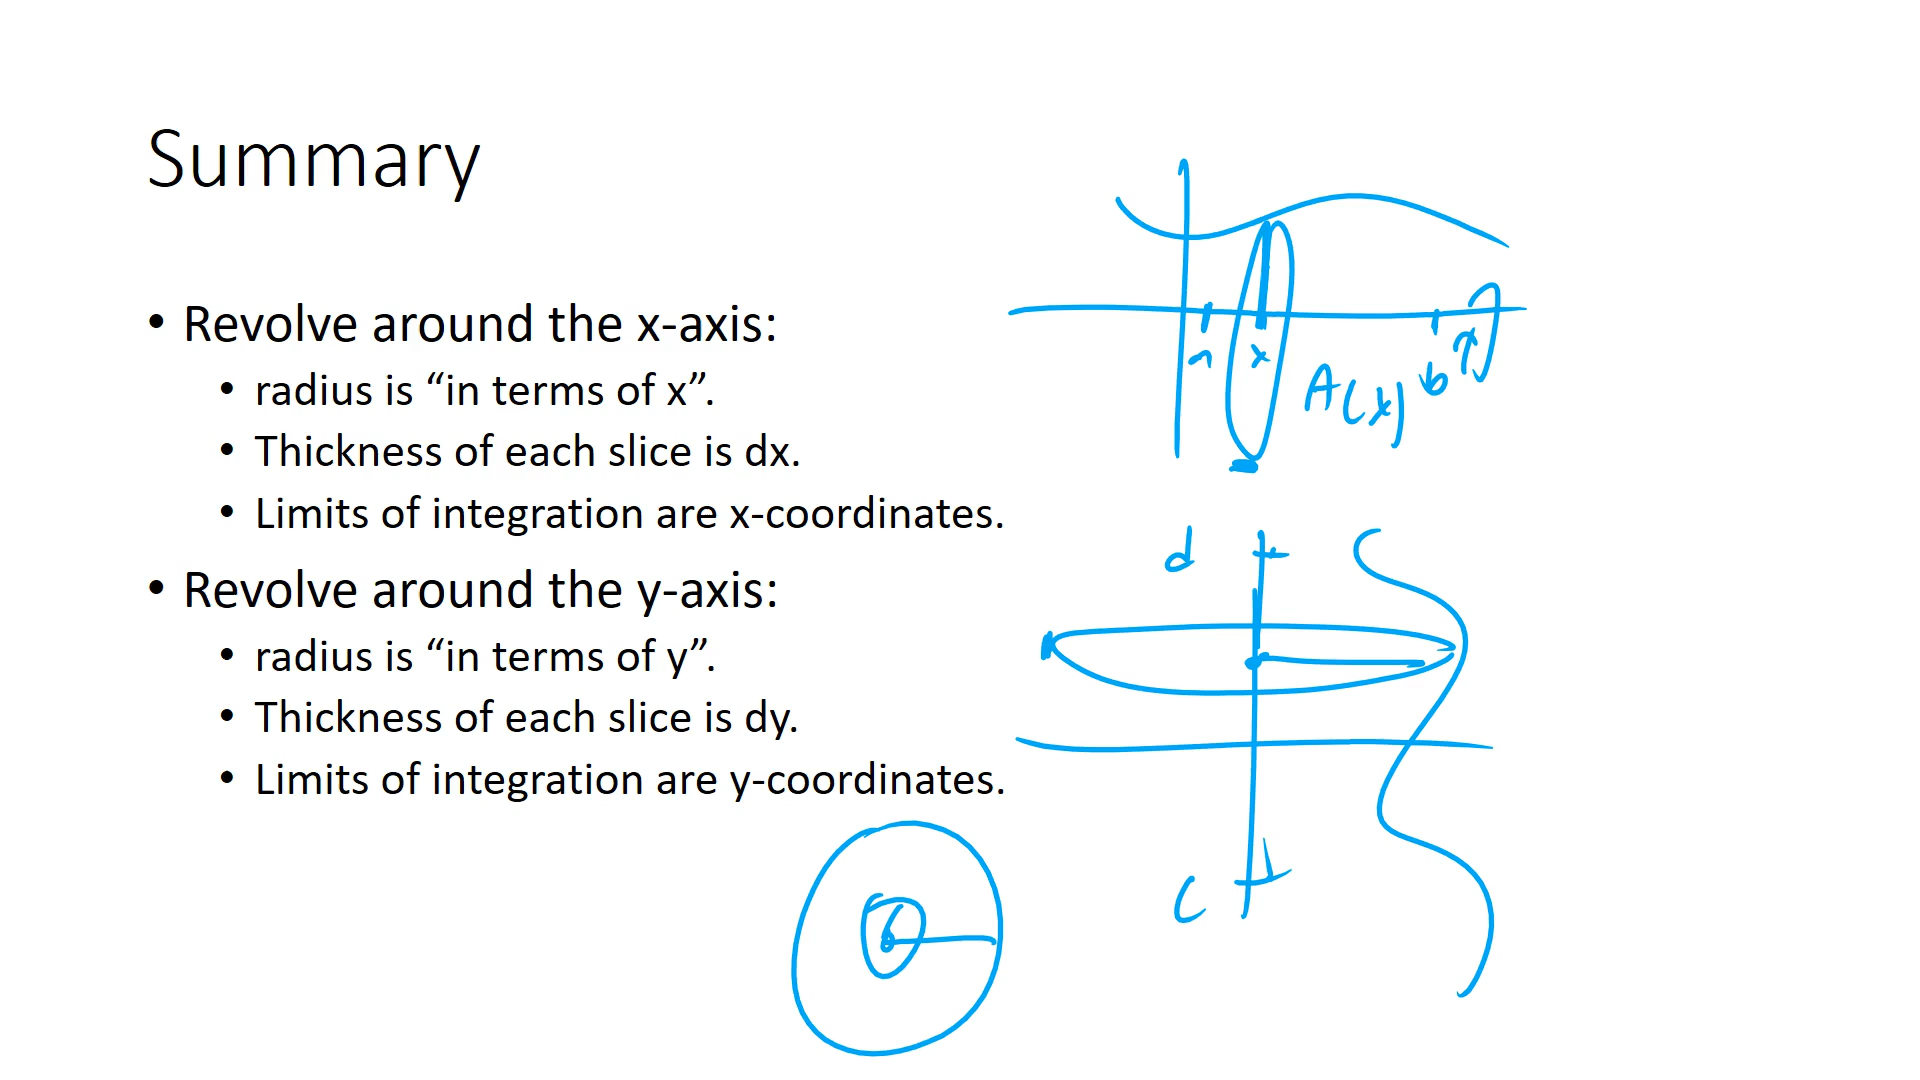 Summary
• Revolve around the x-axis:
• radius is “in terms of x”.
• Thickness of each slice is dx.
• Limits of integration are x-coordinates.
• Revolve around the y-axis:
• radius is “in terms of y”.
• Thickness of each slice is dy.
• Limits of integration are y-coordinates.
x
A(x)
b
d
c